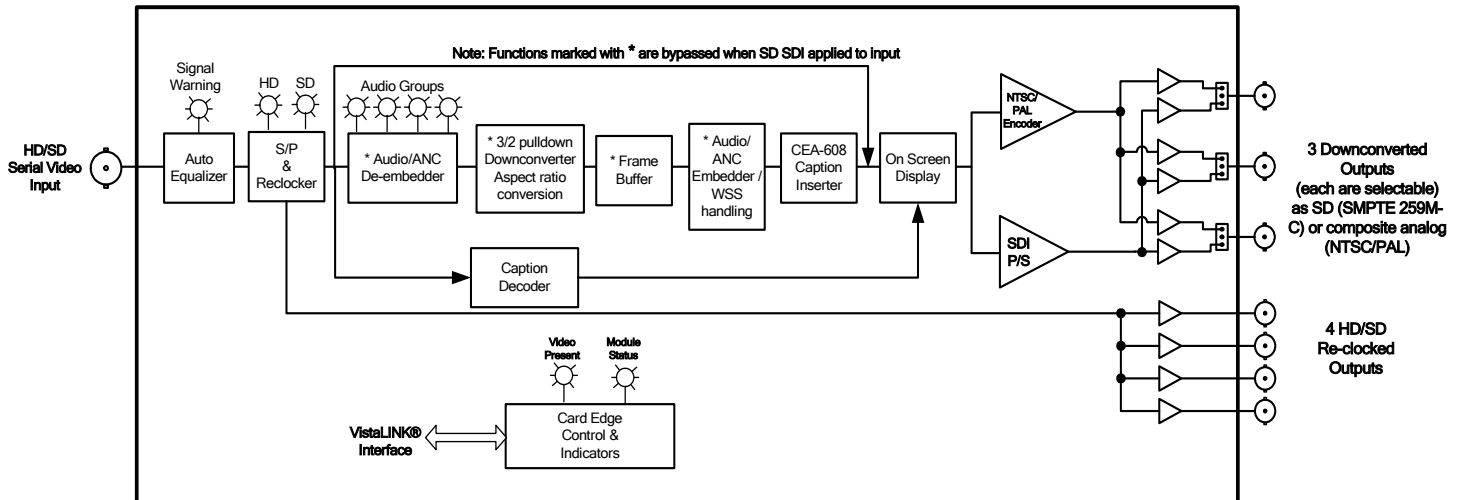 Note: Functions marked with * are bypassed when SD SDI applied to input
Signal
Warning
HD
SD
Audio Groups
HD/SD
Serial Video
Input
Auto
Equalizer
S/P
&
Reclocker
* Audio/ANC
De-embedder
* 3/2 pulldown
Downconverter
Aspect ratio
conversion
* Frame
Buffer
* Audio/
ANC
Embedder /
WSS
handling
CEA-608
Caption
Inserter
On Screen
Display
NTSC/
PAL
Encoder
SDI
P/S
3 Downconverted
Outputs
(each are selectable)
as SD (SMPTE 259M-
C) or composite analog
(NTSC/PAL)
Caption
Decoder
4 HD/SD
Re-clocked
Outputs
Video
Present
Module
Status
Card Edge
Control &
Indicators
VistaLINK®
Interface